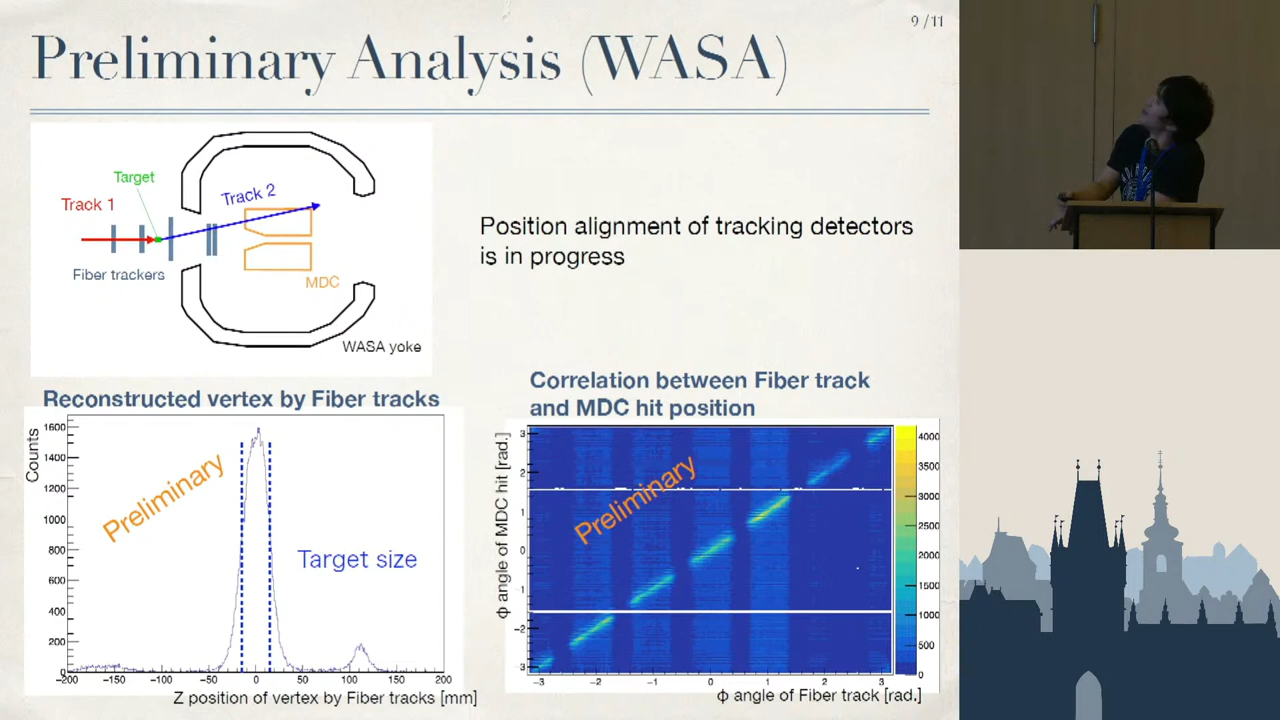 9 / 11
Preliminary Analysis (WASA)
Target
Track 1
Track 2
Fiber trackers
MDC
WASA yoke
Position alignment of tracking detectors
is in progress
Reconstructed vertex by Fiber tracks
Counts
1600
1400
1200
1000
800
600
400
200
0
−200 −150 −100 −50 0 50 100 150 200
Preliminary
Target size
Z position of vertex by Fiber tracks [mm]
Correlation between Fiber track
and MDC hit position
Φ angle of MDC hit [rad.]
3
2
1
0
1
−2
3
−3 −2 −1 0 1 2 3
Preliminary
4000
3500
3000
2500
2000
1500
1000
500
0
Φ angle of Fiber track [rad.]